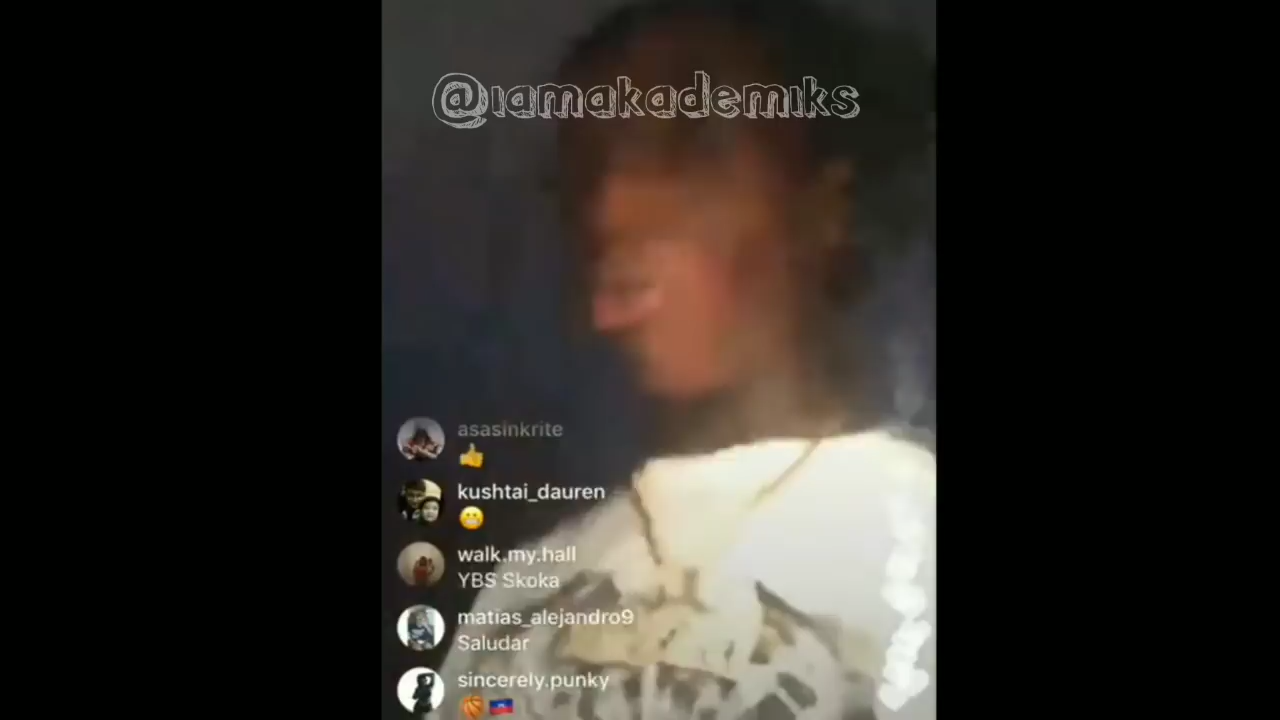 @iamakademiks
asasinkrite
👍
kushtai_dauren
😬
walk.my.hall
YBS Skoka
matias_alejandro9
Saludar
sincerely.punky
🏀 🇭🇹